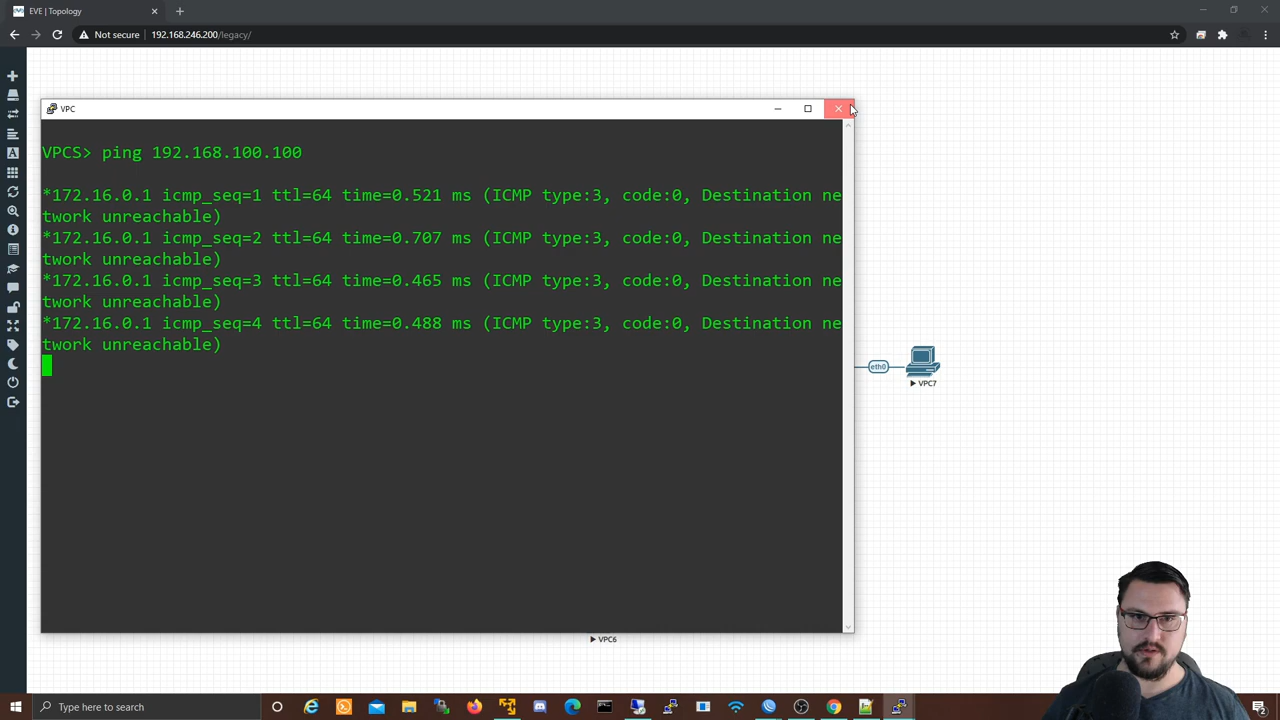 EVE | Topology
Not secure
192.168.246.200/legacy/
VPC
VPCS> ping 192.168.100.100
*172.16.0.1 icmp_seq=1 ttl=64 time=0.521 ms (ICMP type:3, code:0, Destination ne
twork unreachable)
*172.16.0.1 icmp_seq=2 ttl=64 time=0.707 ms (ICMP type:3, code:0, Destination ne
twork unreachable)
*172.16.0.1 icmp_seq=3 ttl=64 time=0.465 ms (ICMP type:3, code:0, Destination ne
twork unreachable)
*172.16.0.1 icmp_seq=4 ttl=64 time=0.488 ms (ICMP type:3, code:0, Destination ne
twork unreachable)
eth0
VPC7
VPC6
Type here to search